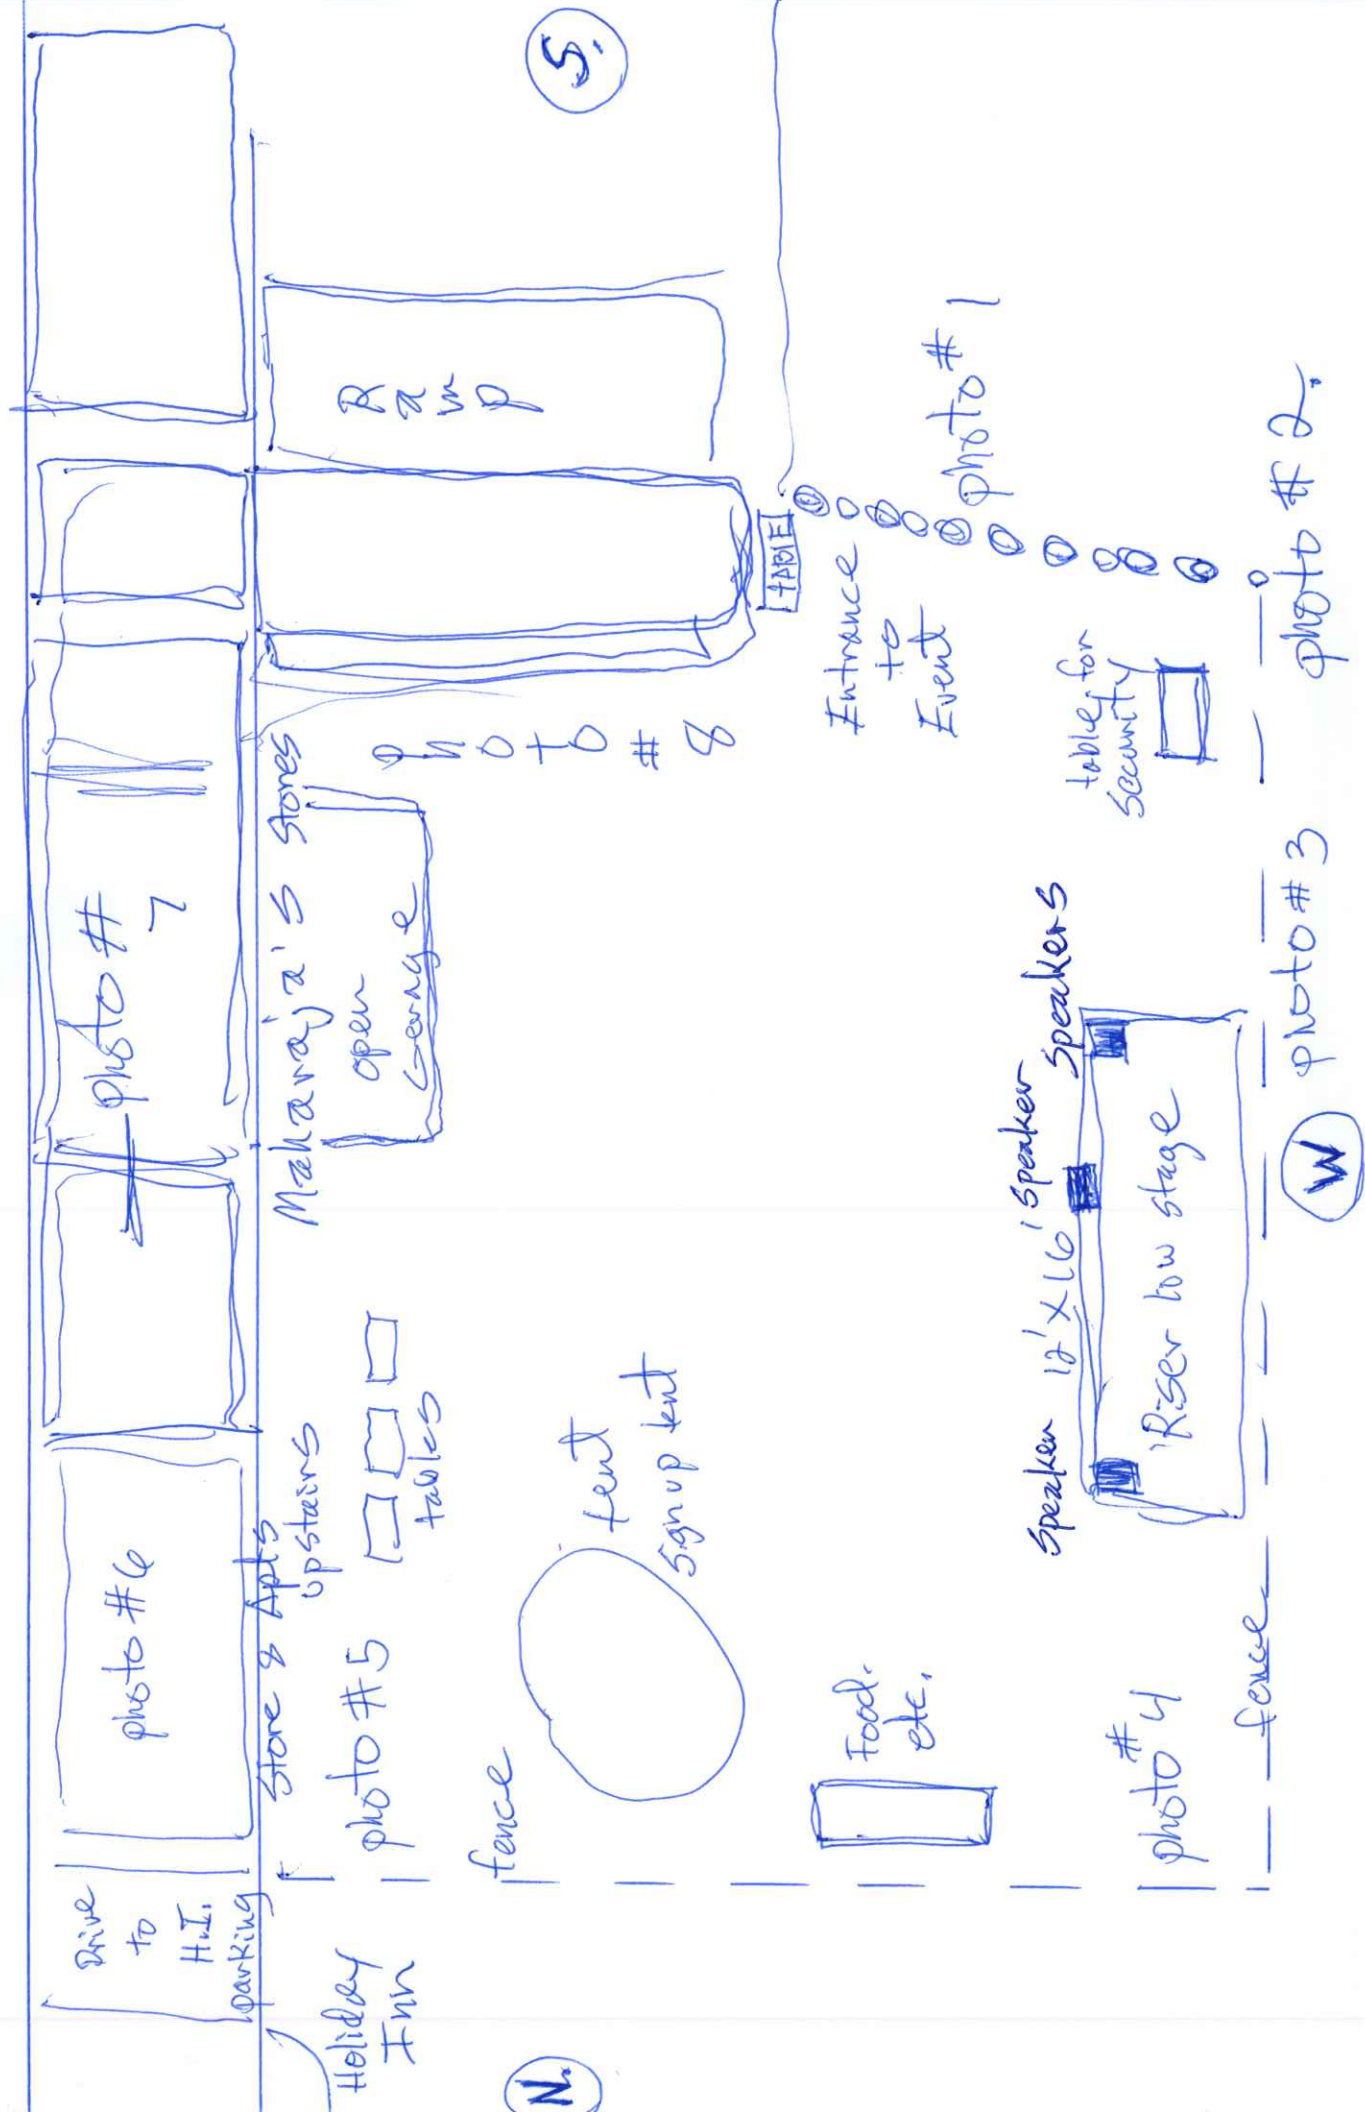 Drive
to
H.I.
parking
photo #6
photo #
7
Holiday
Inn
Store & Apts
upstairs
Maharaja's Stores
photo #5
tables
open
Garage
photo
#
8
Ramp
N.
S.
fence
tent
Signup tent
TABLE
Food.
etc.
Entrance
to
Event
photo #1
Speaker 12' X 16' Speaker Speakers
table for
Security
photo #
4
Riser low stage
fence
W
photo #3
photo #2.